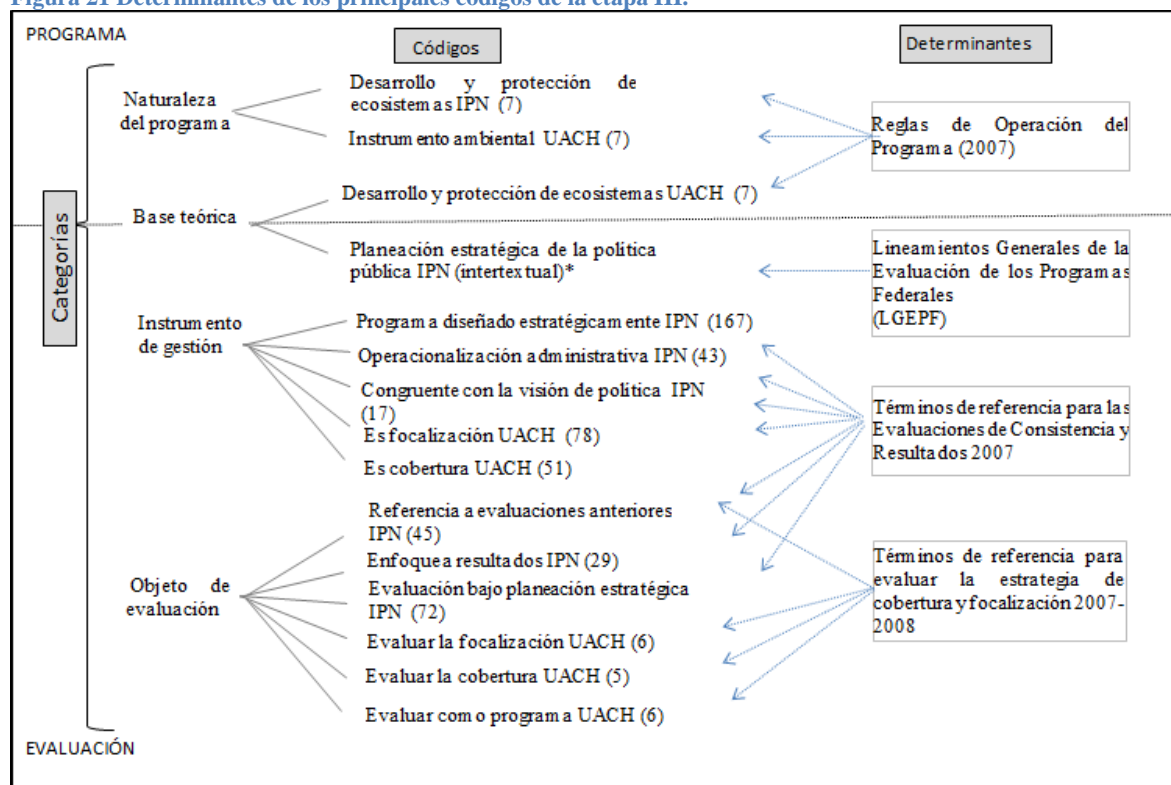 Figura 21 Determinantes de los principales códigos de la etapa III.
PROGRAMA
Códigos
Determinantes
Categorías
Naturaleza
del programa
Desarrollo y protección de
ecosistemas IPN (7)
Instrumento ambiental UACH (7)
Reglas de Operación del
Programa (2007)
Base teórica
Desarrollo y protección de ecosistemas UACH (7)
Planeación estratégica de la política
pública IPN (intertextual)*
Lineamientos Generales de la
Evaluación de los Programas
Federales
(LGEPF)
Instrumento
de gestión
Programa diseñado estratégicamente IPN (167)
Operacionalización administrativa IPN (43)
Congruente con la visión de política IPN
(17)
Es focalización UACH (78)
Es cobertura UACH (51)
Términos de referencia para las
Evaluaciones de Consistencia y
Resultados 2007
Objeto de
evaluación
Referencia a evaluaciones anteriores
IPN (45)
Enfoque a resultados IPN (29)
Evaluación bajo planeación estratégica
IPN (72)
Evaluar la focalización UACH (6)
Evaluar la cobertura UACH (5)
Evaluar como programa UACH (6)
Términos de referencia para
evaluar la estrategia de
cobertura y focalización 2007-
2008
EVALUACIÓN